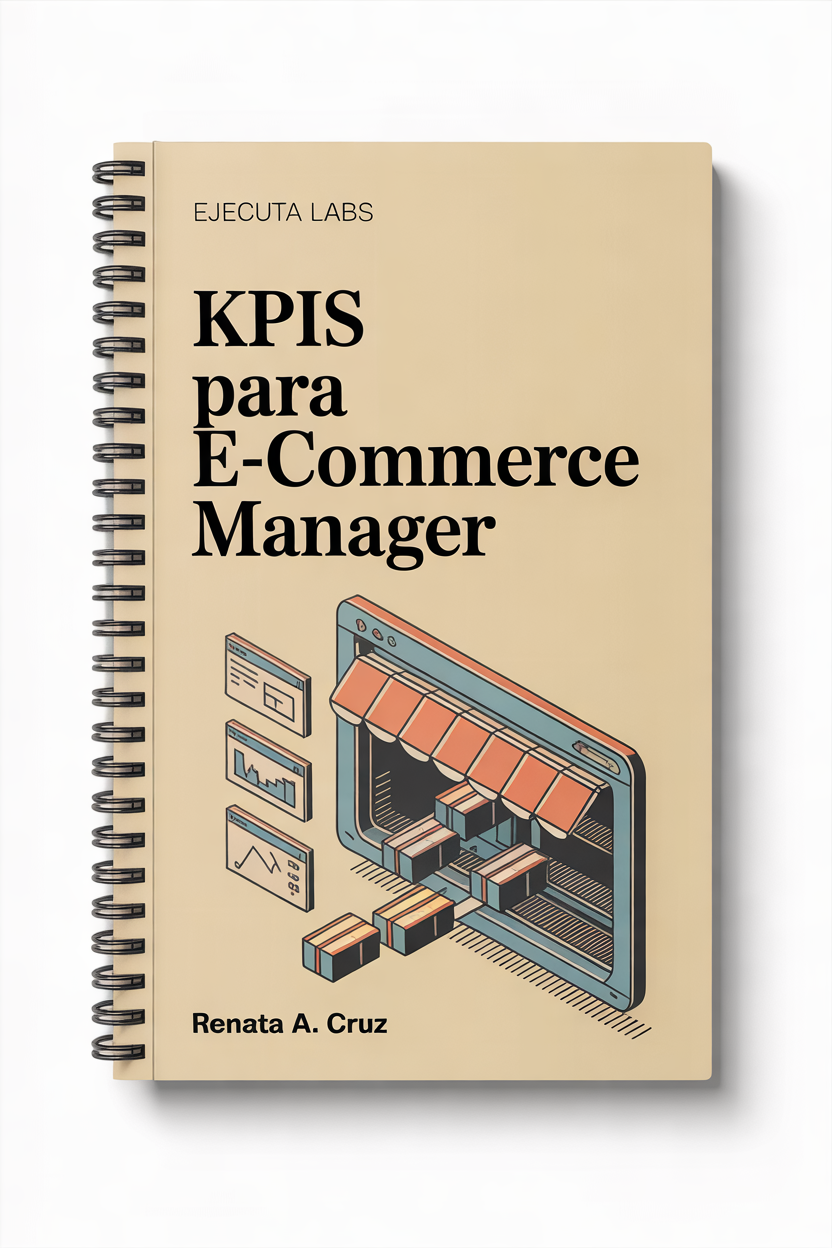 EJECUTA LABS
KPIS
para
E-Commerce
Manager
Renata A. Cruz